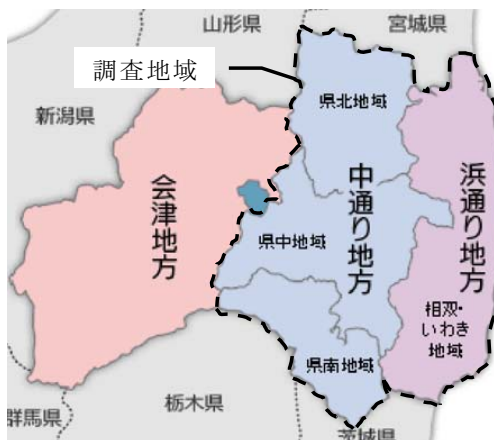 山形県
宮城県
調査地域
新潟県
県北地域
会津地方
中通り地方
浜通り地方
県中地域
相双・
いわき
地域
県南地域
栃木県
群馬県
茨城県